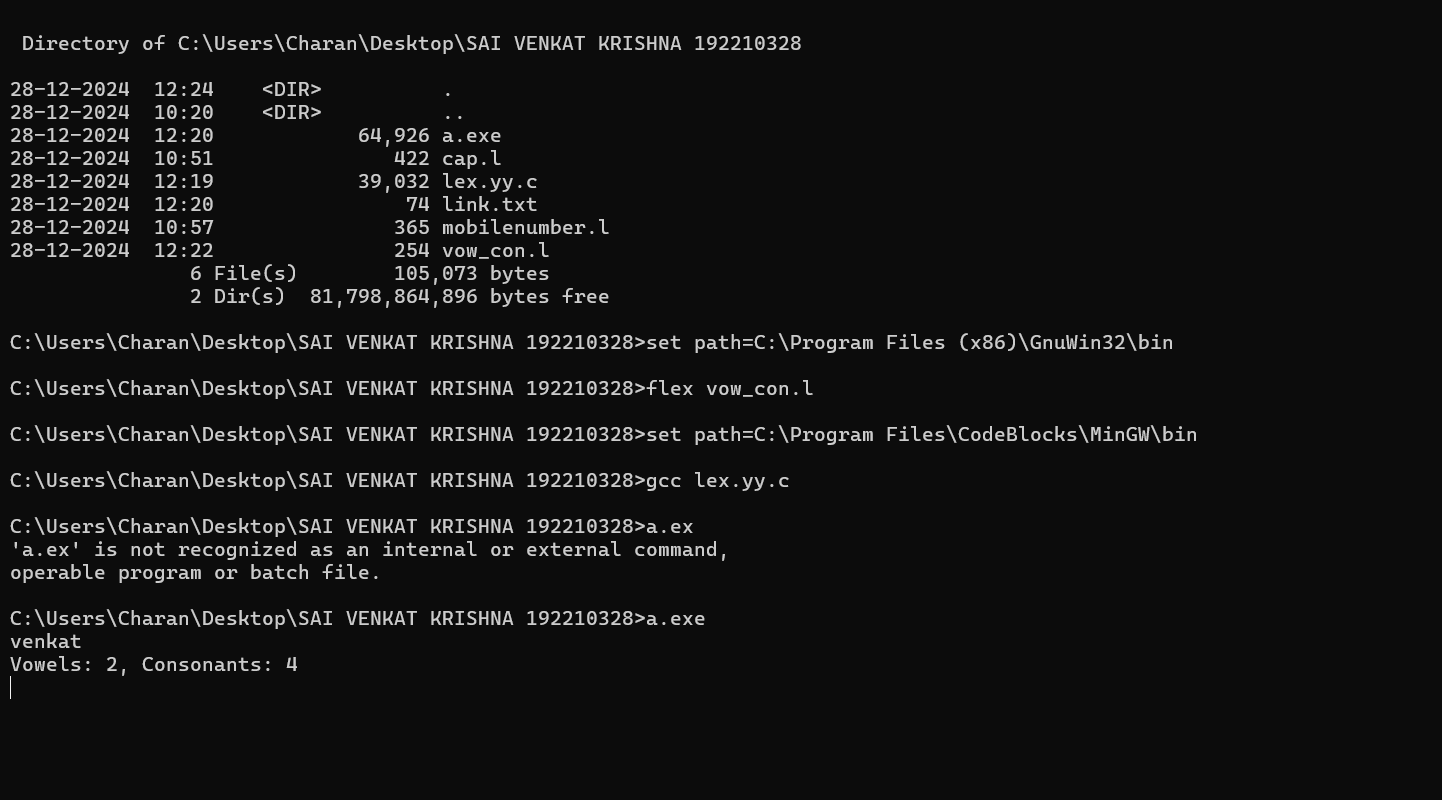 Directory of C:\Users\Charan\Desktop\SAI VENKAT KRISHNA 192210328
28-12-2024  12:24    <DIR>          .
28-12-2024  10:20    <DIR>          ..
28-12-2024  12:20            64,926 a.exe
28-12-2024  10:51               422 cap.l
28-12-2024  12:19            39,032 lex.yy.c
28-12-2024  12:20                74 link.txt
28-12-2024  10:57               365 mobilenumber.l
28-12-2024  12:22               254 vow_con.l
               6 File(s)        105,073 bytes
               2 Dir(s)  81,798,864,896 bytes free
C:\Users\Charan\Desktop\SAI VENKAT KRISHNA 192210328>set path=C:\Program Files (x86)\GnuWin32\bin
C:\Users\Charan\Desktop\SAI VENKAT KRISHNA 192210328>flex vow_con.l
C:\Users\Charan\Desktop\SAI VENKAT KRISHNA 192210328>set path=C:\Program Files\CodeBlocks\MinGW\bin
C:\Users\Charan\Desktop\SAI VENKAT KRISHNA 192210328>gcc lex.yy.c
C:\Users\Charan\Desktop\SAI VENKAT KRISHNA 192210328>a.ex
'a.ex' is not recognized as an internal or external command,
operable program or batch file.
C:\Users\Charan\Desktop\SAI VENKAT KRISHNA 192210328>a.exe
venkat
Vowels: 2, Consonants: 4